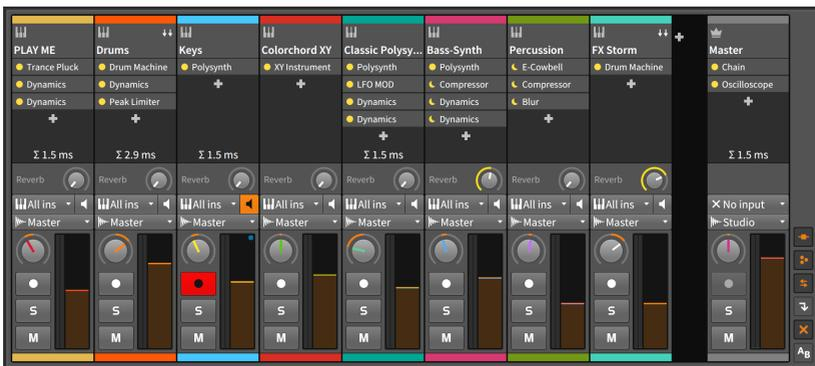 PLAY ME Drums Keys Colorchord XY Classic Polysy... Bass-Synth Percussion FX Storm Master
Trance Pluck Drum Machine Polysynth XY Instrument Polysynth Polysynth E-Cowbell Drum Machine Chain
Dynamics Dynamics LFO MOD Compressor Compressor Oscilloscope
Dynamics Peak Limiter Dynamics Dynamics Blur
Dynamics Dynamics
Σ 1.5 ms Σ 2.9 ms Σ 1.5 ms Σ 1.5 ms Σ 1.5 ms
Reverb Reverb Reverb Reverb Reverb Reverb Reverb Reverb
All ins All ins All ins All ins All ins All ins All ins All ins No input
Master Master Master Master Master Master Master Master Studio
S S S S S S S S S
M M M M M M M M M
AB